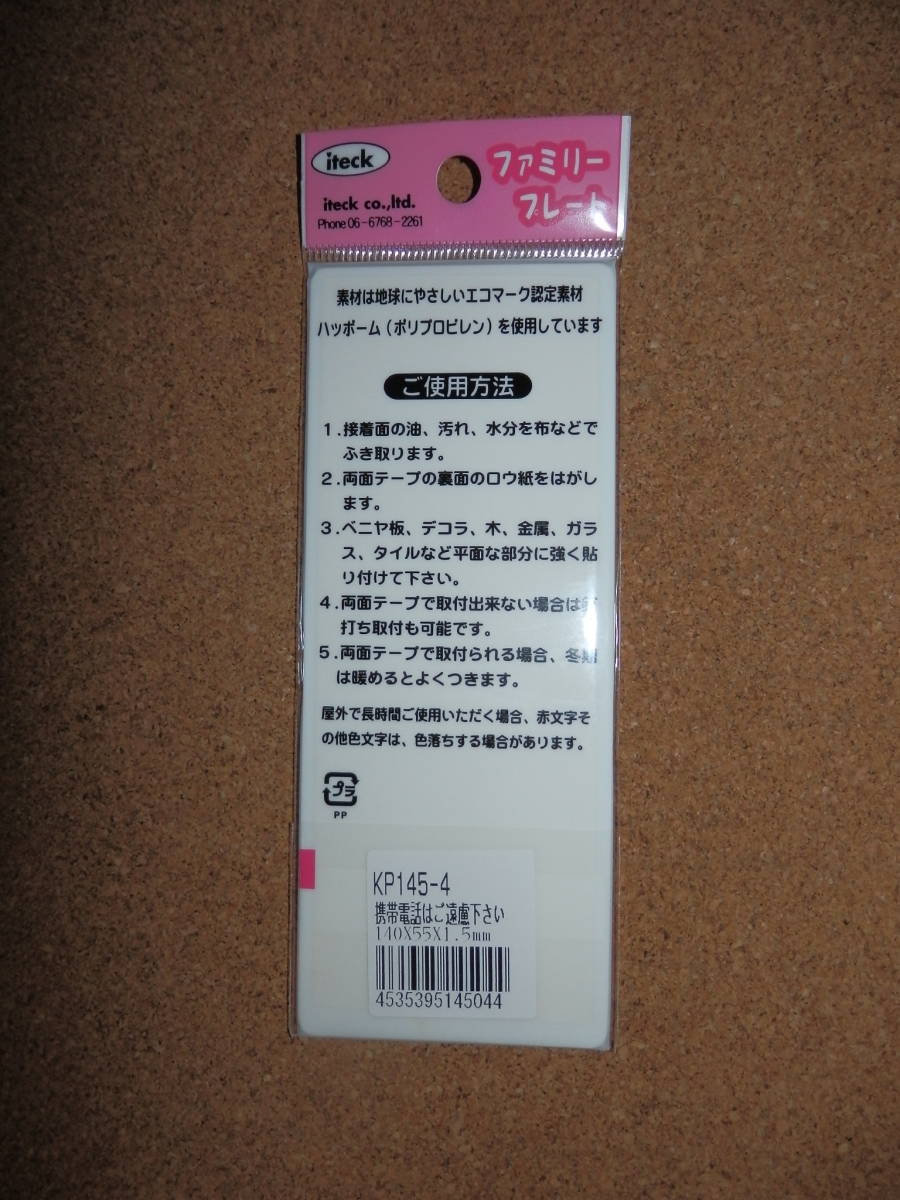 iteck
iteck co.,ltd.
Phone 06-6768-2261
ファミリー
プレート
素材は地球にやさしいエコマーク認定素材
ハッポーム（ポリプロピレン）を使用しています
ご使用方法
1.接着面の油、汚れ、水分を布などで
ふき取ります。
2.両面テープの裏面のロウ紙をはがし
ます。
3.ベニヤ板、デコラ、木、金属、ガラ
ス、タイルなど平面な部分に強く貼
り付けて下さい。
4.両面テープで取付出来ない場合は
打ち取付も可能です。
5.両面テープで取付られる場合、冬期
は暖めるとよくつきます。
屋外で長時間ご使用いただく場合、赤文字そ
の他色文字は、色落ちする場合があります。
プラ
PP
KP145-4
携帯電話はご遠慮下さい
140X55X1.5mm
4535395145044